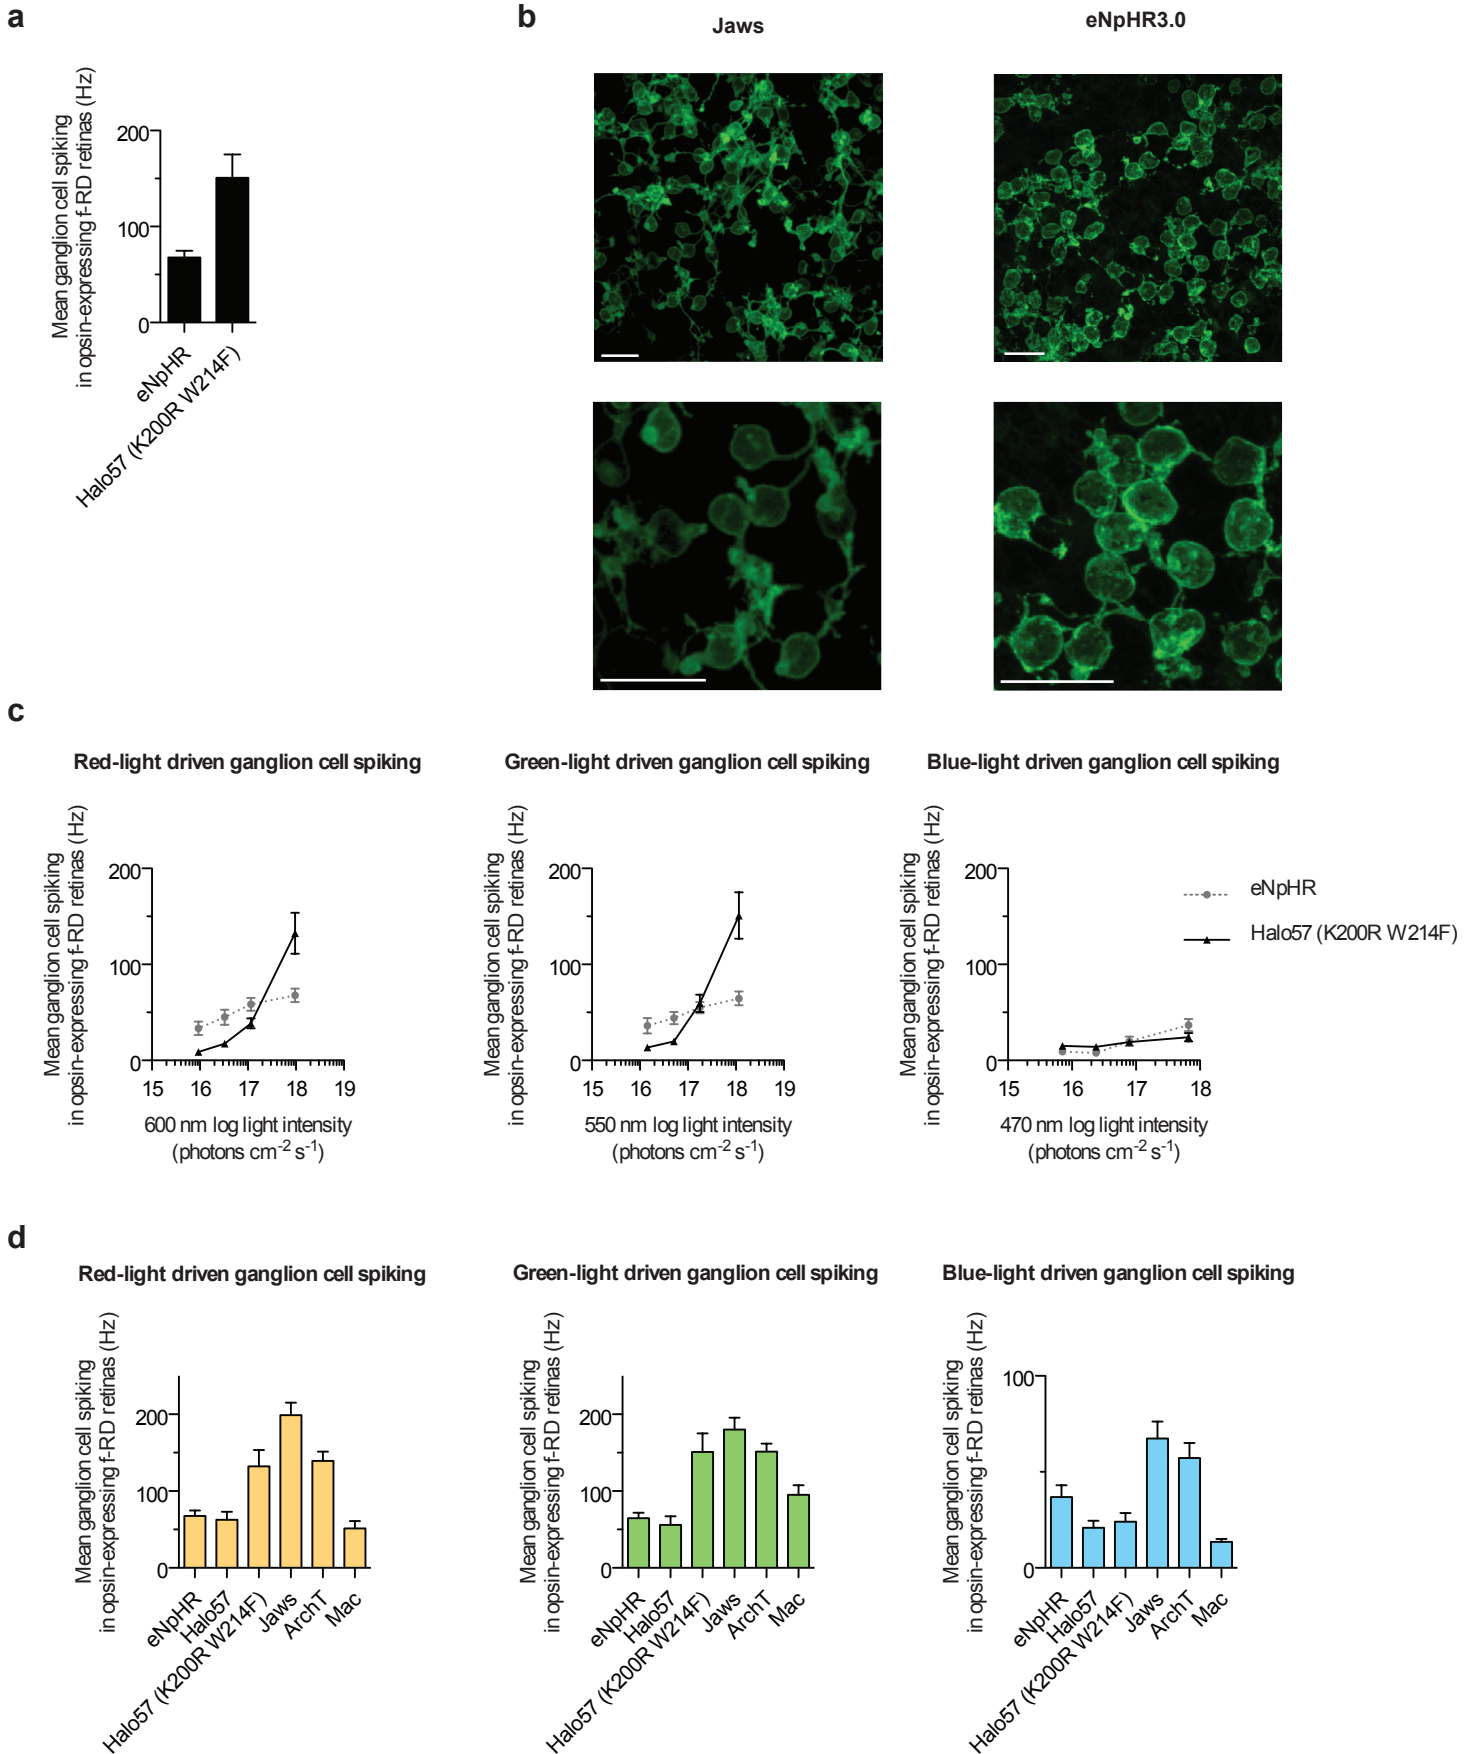 a
Mean ganglion cell spiking
in opsin-expressing f-RD retinas (Hz)
200
100
0
eNpHR
Halo57 (K200R W214F)
b
Jaws
eNpHR3.0
c
Red-light driven ganglion cell spiking
Mean ganglion cell spiking
in opsin-expressing f-RD retinas (Hz)
200
100
0
15 16 17 18 19
600 nm log light intensity
(photons cm-2 s-1)
Green-light driven ganglion cell spiking
Mean ganglion cell spiking
in opsin-expressing f-RD retinas (Hz)
200
100
0
15 16 17 18 19
550 nm log light intensity
(photons cm-2 s-1)
Blue-light driven ganglion cell spiking
Mean ganglion cell spiking
in opsin-expressing f-RD retinas (Hz)
200
100
0
15 16 17 18
470 nm log light intensity
(photons cm-2 s-1)
eNpHR
Halo57 (K200R W214F)
d
Red-light driven ganglion cell spiking
Mean ganglion cell spiking
in opsin-expressing f-RD retinas (Hz)
200
100
0
eNpHR
Halo57
Halo57 (K200R W214F)
Jaws
ArchT
Mac
Green-light driven ganglion cell spiking
Mean ganglion cell spiking
in opsin-expressing f-RD retinas (Hz)
200
100
0
eNpHR
Halo57
Halo57 (K200R W214F)
Jaws
ArchT
Mac
Blue-light driven ganglion cell spiking
Mean ganglion cell spiking
in opsin-expressing f-RD retinas (Hz)
100
0
eNpHR
Halo57
Halo57 (K200R W214F)
Jaws
ArchT
Mac